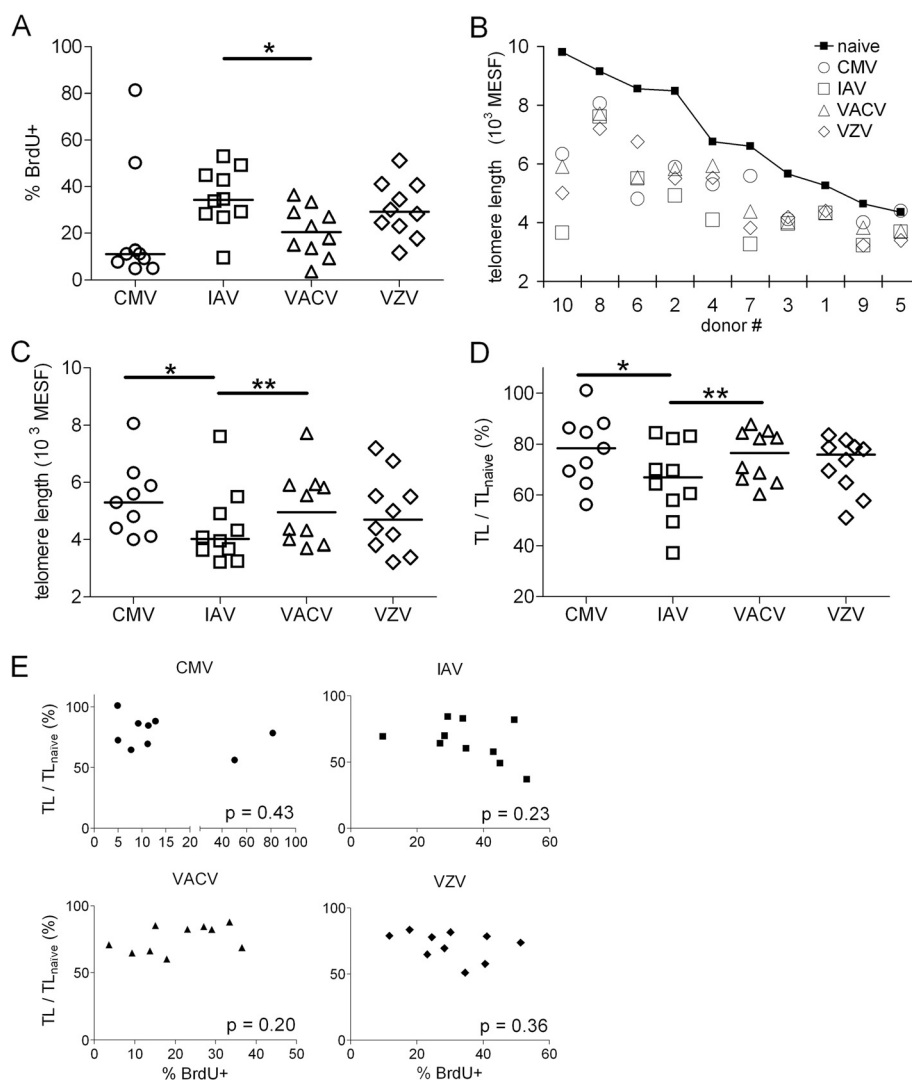 A
% BrdU+
100
80
60
40
20
0
*
CMV IAV VACV VZV
B
telomere length (10³ MESF)
10
8
6
4
2
naive
CMV
IAV
VACV
VZV
10 8 6 2 4 7 3 1 9 5
donor #
C
telomere length (10 ³ MESF)
10
8
6
4
2
* **
CMV IAV VACV VZV
D
TL / TLnaive (%)
100
80
60
40
20
* **
CMV IAV VACV VZV
E
CMV
TL / TLnaïve (%)
100
50
0
p = 0.43
0 5 10 15 20 40 60 80 100
IAV
100
50
0
p = 0.23
0 20 40 60
VACV
TL / TLnaïve (%)
100
50
0
p = 0.20
0 10 20 30 40 50
% BrdU+
VZV
100
50
0
p = 0.36
0 20 40 60
% BrdU+